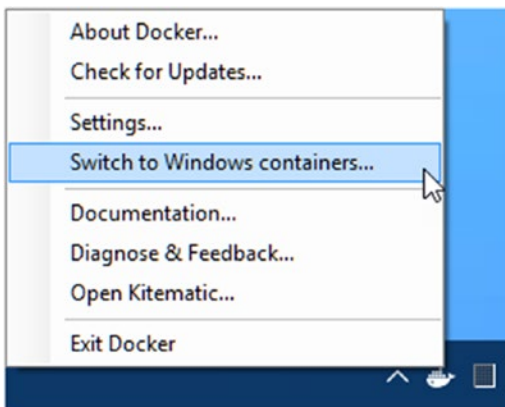 About Docker...
Check for Updates...
Settings...
Switch to Windows containers...
Documentation...
Diagnose & Feedback...
Open Kitematic...
Exit Docker